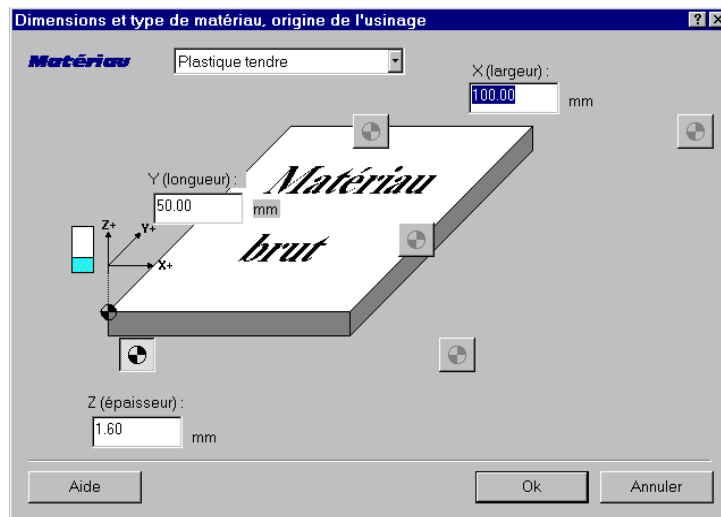 Dimensions et type de matériau, origine de l'usinage
Matériau
Plastique tendre
X (largeur) :
100.00
mm
Matériau
Y (longueur) :
50.00
mm
Z+
Y+
brut
X+
Z (épaisseur) :
1.60
mm
Aide
Ok
Annuler